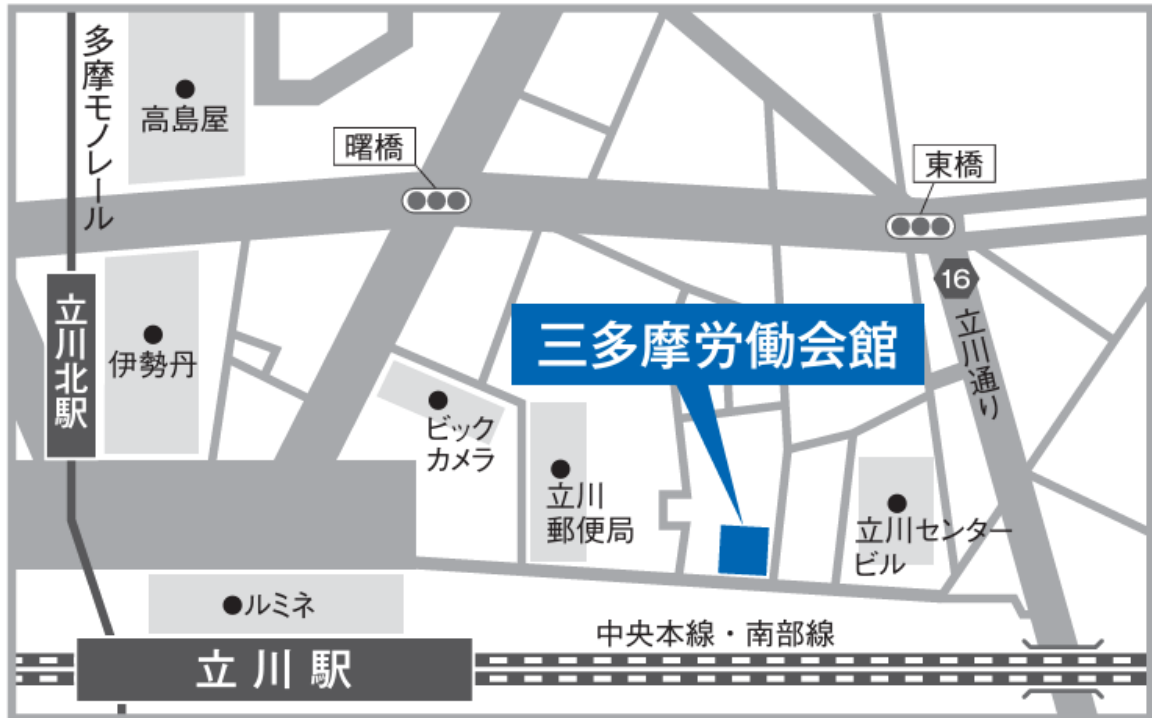 多摩モノレール
高島屋
曙橋
東橋
16
立川通り
立川北駅
伊勢丹
三多摩労働会館
ビック
カメラ
立川
郵便局
立川センター
ビル
ルミネ
中央本線・南部線
立川駅